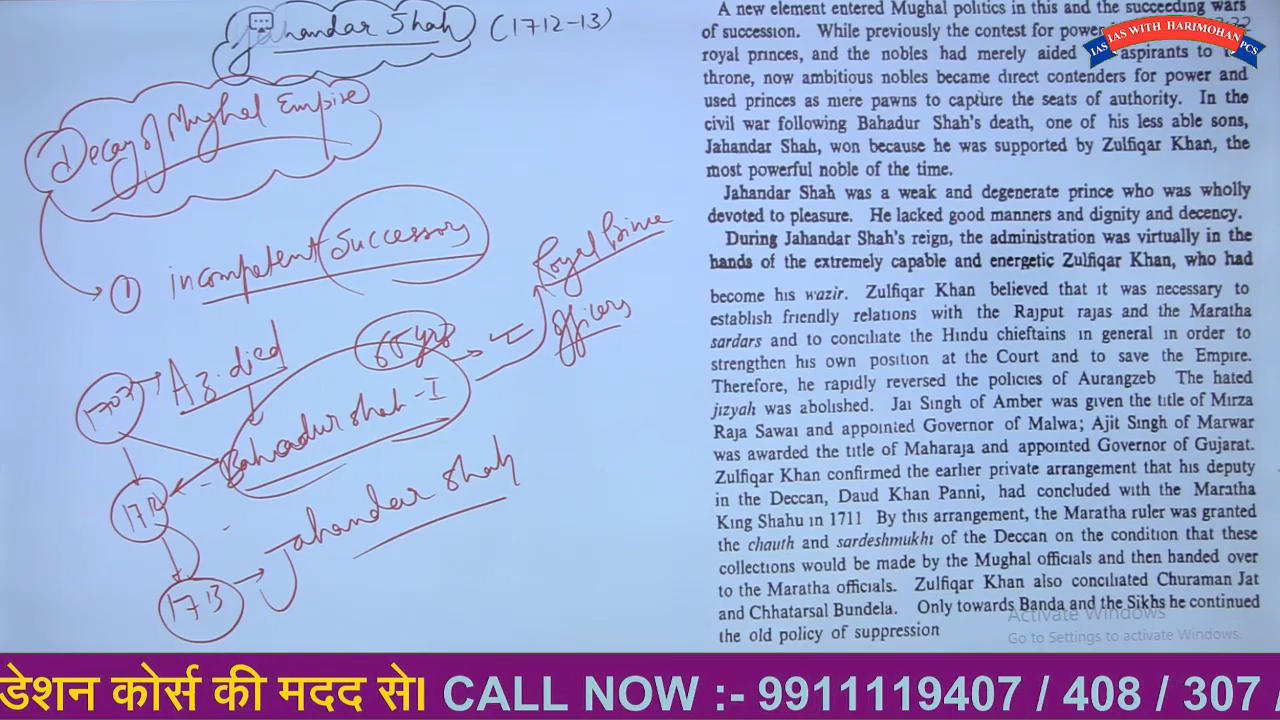 Jahandar Shah (1712-13)
Decay of Mughal Empire
① incompetent successors
1707 → Az. died
65 yrs
Royal Prince
officers
Bahadur shah-I
1712
Jahandar shah
1713
A new element entered Mughal politics in this and the succeeding wars
of succession. While previously the contest for power
royal princes, and the nobles had merely aided aspirants to
throne, now ambitious nobles became direct contenders for power and
used princes as mere pawns to capture the seats of authority. In the
civil war following Bahadur Shah's death, one of his less able sons,
Jahandar Shah, won because he was supported by Zulfiqar Khan, the
most powerful noble of the time.
Jahandar Shah was a weak and degenerate prince who was wholly
devoted to pleasure. He lacked good manners and dignity and decency.
During Jahandar Shah's reign, the administration was virtually in the
hands of the extremely capable and energetic Zulfiqar Khan, who had
become his wazir. Zulfiqar Khan believed that it was necessary to
establish friendly relations with the Rajput rajas and the Maratha
sardars and to conciliate the Hindu chieftains in general in order to
strengthen his own position at the Court and to save the Empire.
Therefore, he rapidly reversed the policies of Aurangzeb The hated
jizyah was abolished. Jai Singh of Amber was given the title of Mirza
Raja Sawai and appointed Governor of Malwa; Ajit Singh of Marwar
was awarded the title of Maharaja and appointed Governor of Gujarat.
Zulfiqar Khan confirmed the earlier private arrangement that his deputy
in the Deccan, Daud Khan Panni, had concluded with the Maratha
King Shahu in 1711 By this arrangement, the Maratha ruler was granted
the chauth and sardeshmukhi of the Deccan on the condition that these
collections would be made by the Mughal officials and then handed over
to the Maratha officials. Zulfiqar Khan also conciliated Churaman Jat
and Chhatarsal Bundela. Only towards Banda and the Sikhs he continued
the old policy of suppression
IAS IAS WITH HARIMOHAN PCS
Activate Windows
Go to Settings to activate Windows.
डेशन कोर्स की मदद से। CALL NOW :- 9911119407 / 408 / 307 /